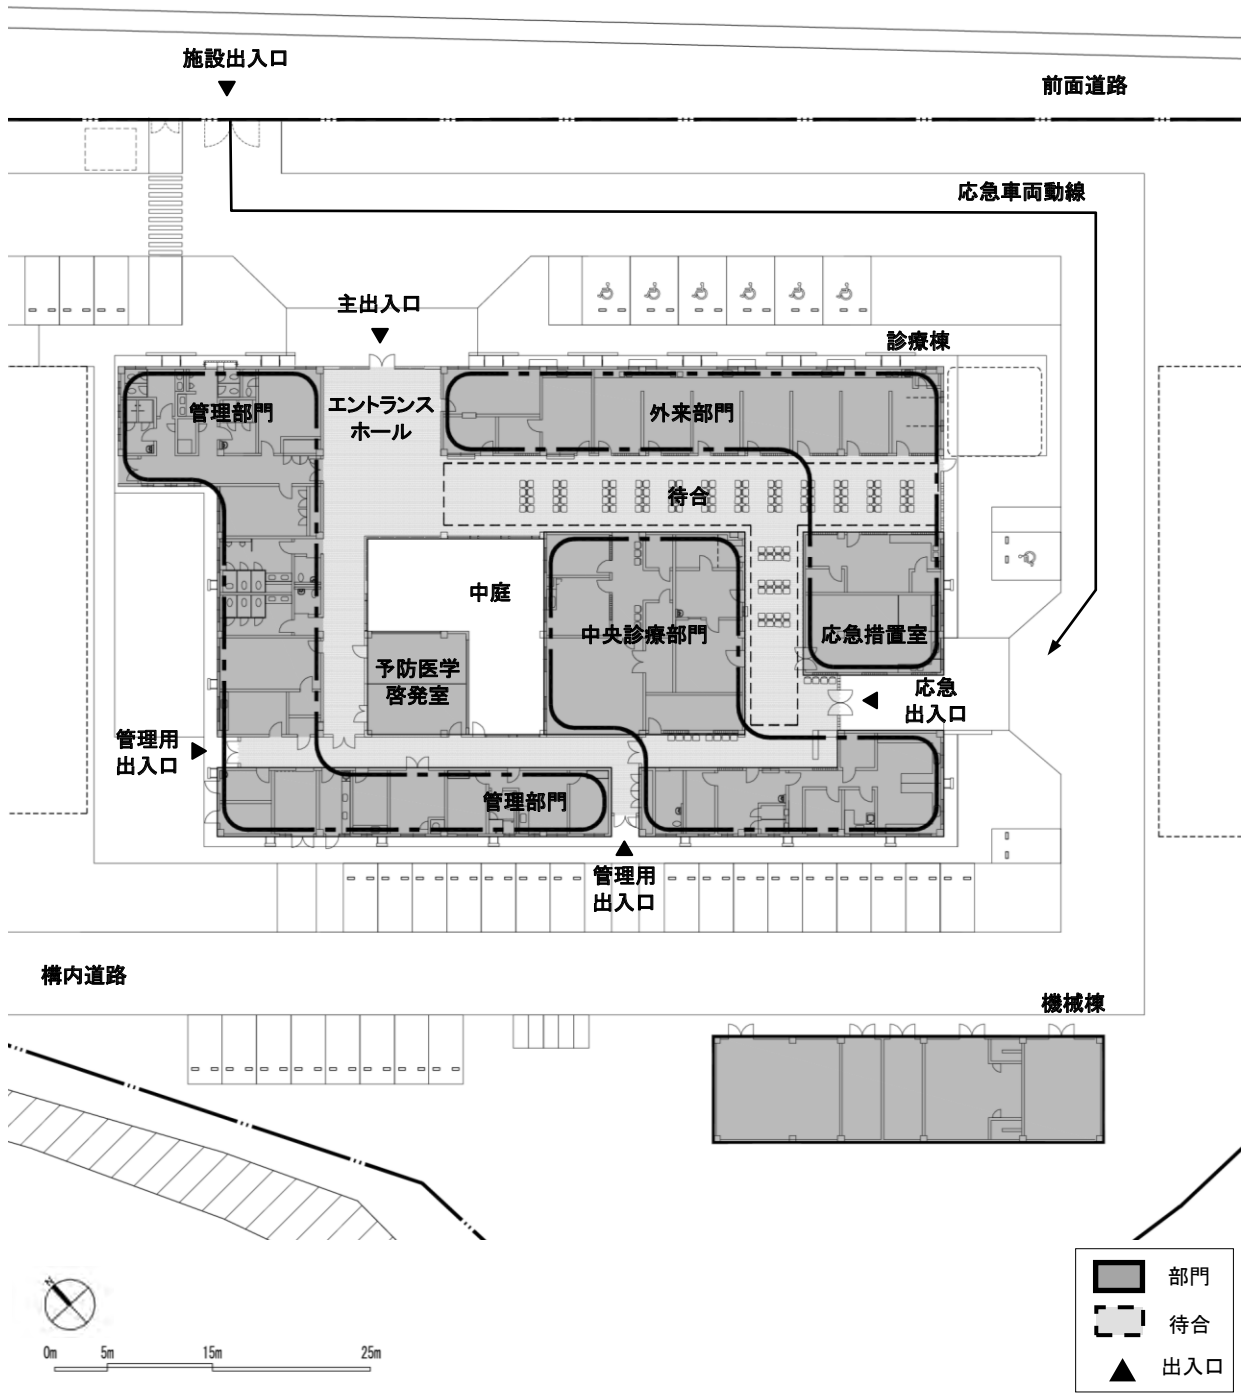 施設出入口
前面道路
応急車両動線
主出入口
診療棟
管理部門
エントランス
ホール
外来部門
待合
中庭
中央診療部門
応急措置室
予防医学
啓発室
応急
出入口
管理用
出入口
管理部門
管理用
出入口
構内道路
機械棟
N
0m 5m 15m 25m
部門
待合
出入口